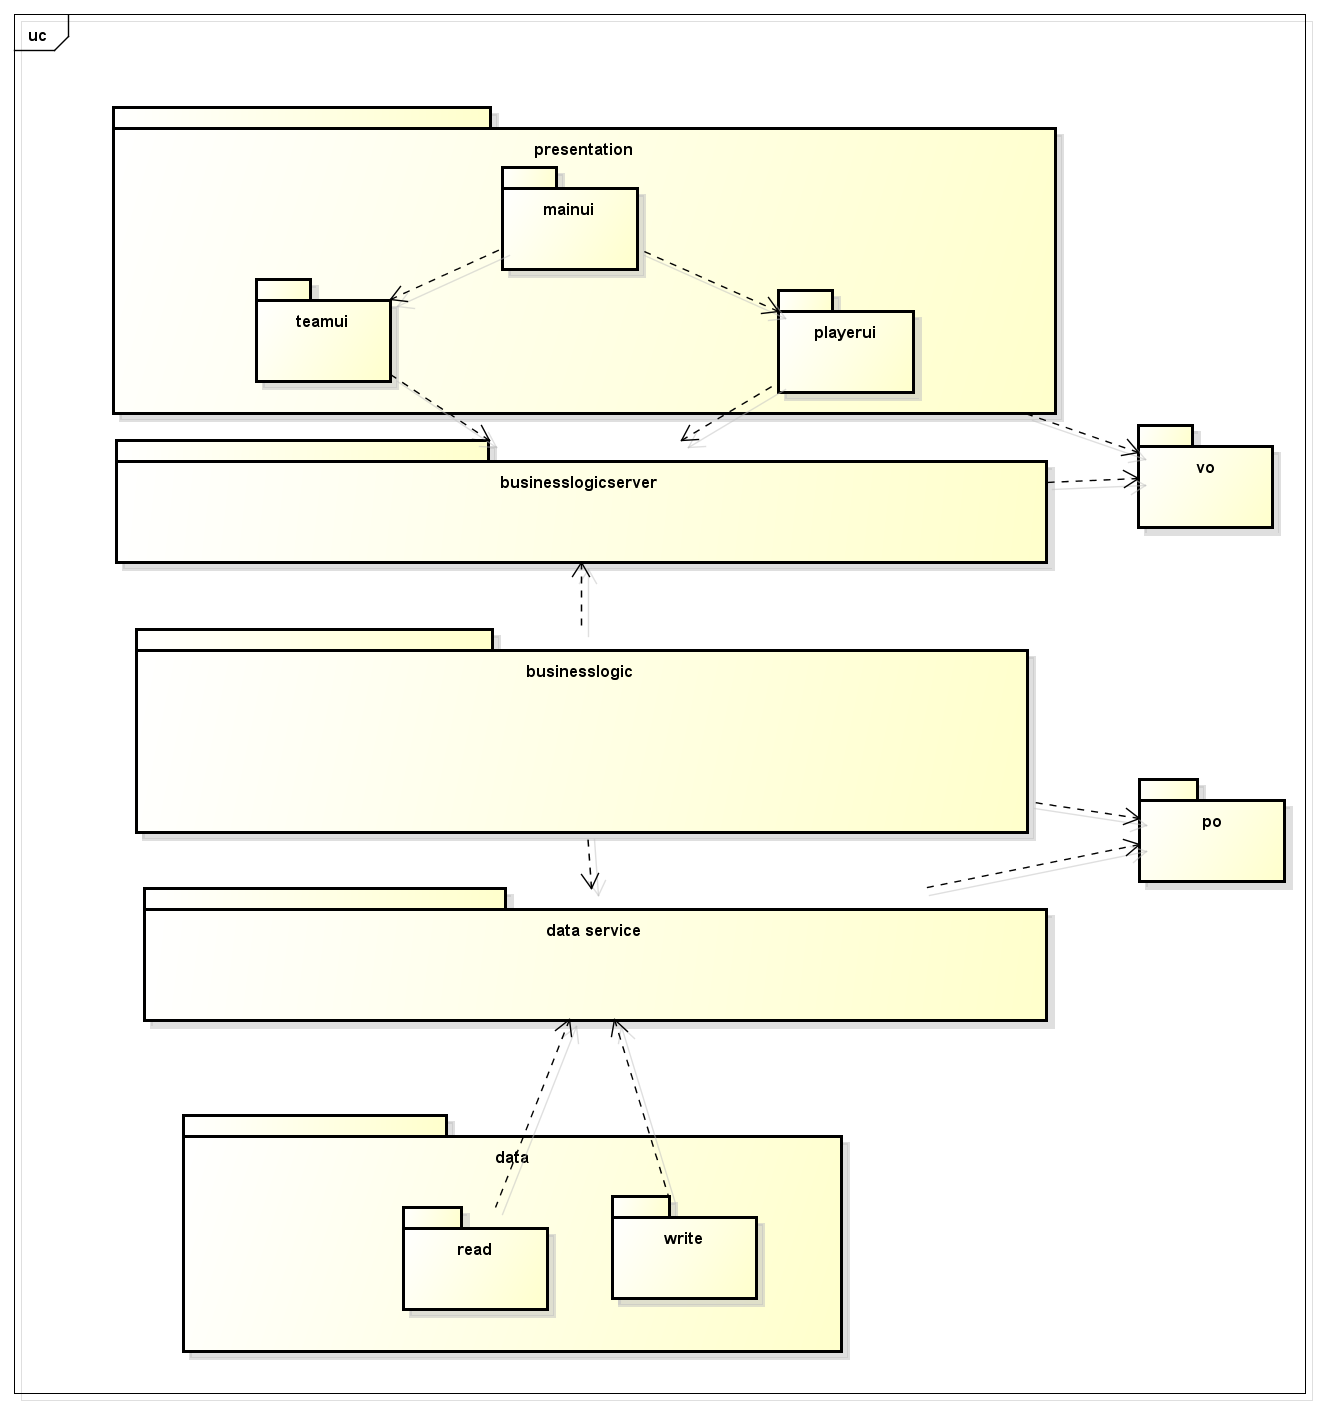 uc
presentation
mainui
teamui
playerui
businesslogicserver
vo
businesslogic
po
data service
data
read
write